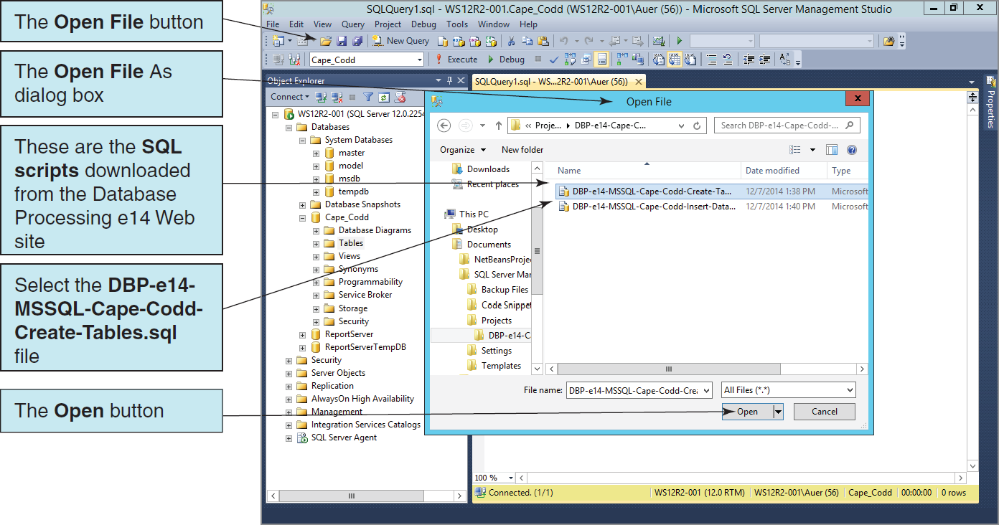 The Open File button
The Open File As
dialog box
These are the SQL
scripts downloaded
from the Database
Processing e14 Web
site
Select the DBP-e14-
MSSQL-Cape-Codd-
Create-Tables.sql
file
The Open button
SQLQuery1.sql - WS12R2-001.Cape_Codd (WS12R2-001\Auer (56)) - Microsoft SQL Server Management Studio
File Edit View Query Project Debug Tools Window Help
New Query
Cape_Codd Execute Debug
Object Explorer
Connect
WS12R2-001 (SQL Server 12.0.2254
Databases
System Databases
master
model
msdb
tempdb
Database Snapshots
Cape_Codd
Database Diagrams
Tables
Views
Synonyms
Programmability
Service Broker
Storage
Security
ReportServer
ReportServerTempDB
Security
Server Objects
Replication
AlwaysOn High Availability
Management
Integration Services Catalogs
SQL Server Agent
SQLQuery1.sql - WS...2R2-001\Auer (56))
Properties
Open File
« Proje... DBP-e14-Cape-C...
Search DBP-e14-Cape-Codd-...
Organize New folder
Downloads
Recent places
This PC
Desktop
Documents
NetBeansProje
SQL Server Mar
Backup Files
Code Snippet
Projects
DBP-e14-C
Settings
Templates
Name Date modified Type
DBP-e14-MSSQL-Cape-Codd-Create-Ta... 12/7/2014 1:38 PM Microsoft
DBP-e14-MSSQL-Cape-Codd-Insert-Data... 12/7/2014 1:40 PM Microsoft
File name: DBP-e14-MSSQL-Cape-Codd-Crea All Files (*.*)
Open Cancel
100 %
Connected. (1/1) WS12R2-001 (12.0 RTM) WS12R2-001\Auer (56) Cape_Codd 00:00:00 0 rows